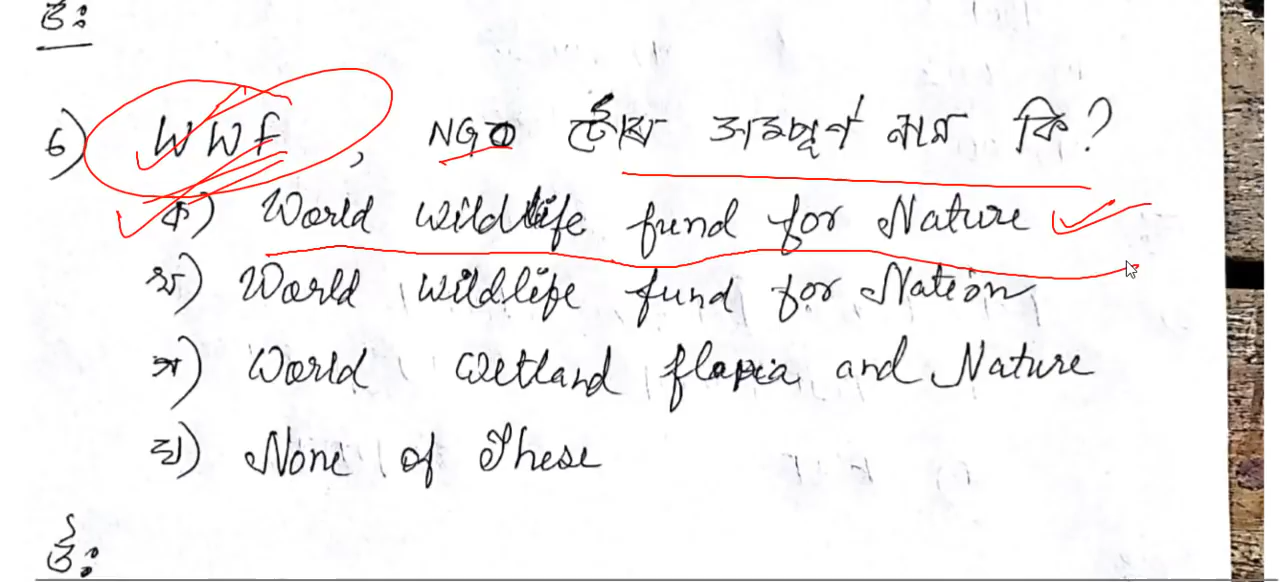 উ:
৬) WWF, NGO টোৰ সম্পূৰ্ণ নাম কি?
ক) World wildlife fund for Nature
খ) World wildlife fund for Nation
গ) World Wetland and Nature
ঘ) None of These
উ: